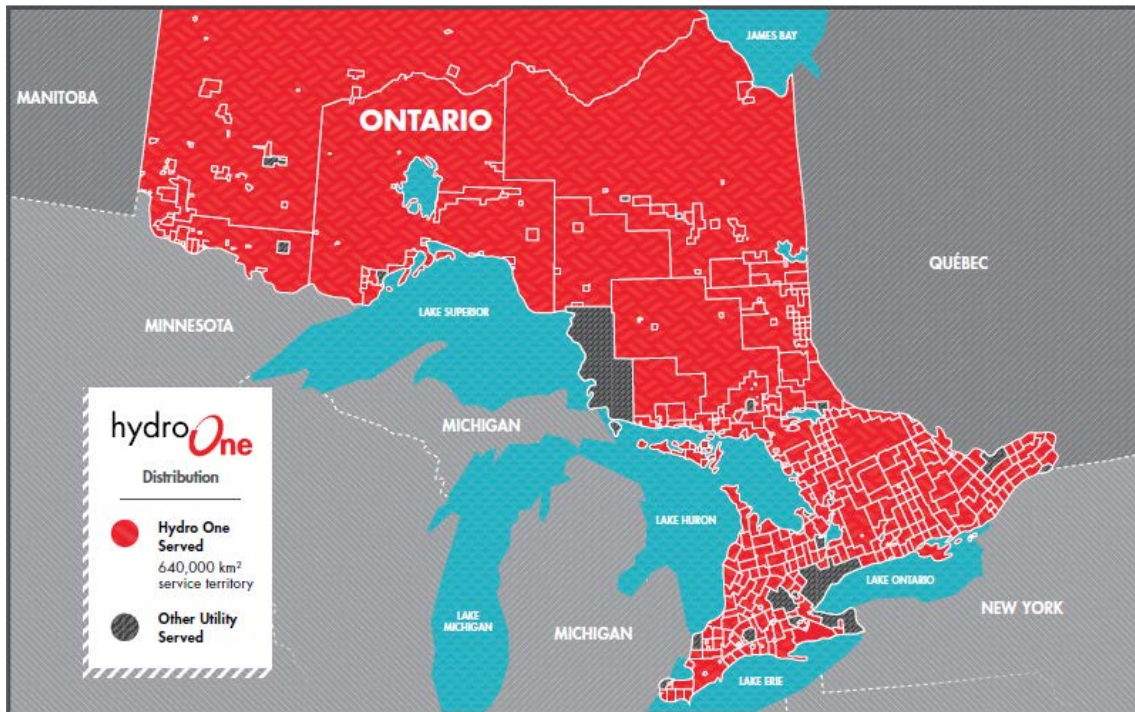 JAMES BAY
MANITOBA
ONTARIO
QUÉBEC
MINNESOTA
LAKE SUPERIOR
MICHIGAN
hydroOne
Distribution
Hydro One
Served
640,000 km²
service territory
Other Utility
Served
LAKE HURON
LAKE ONTARIO
NEW YORK
LAKE
MICHIGAN
MICHIGAN
LAKE ERIE